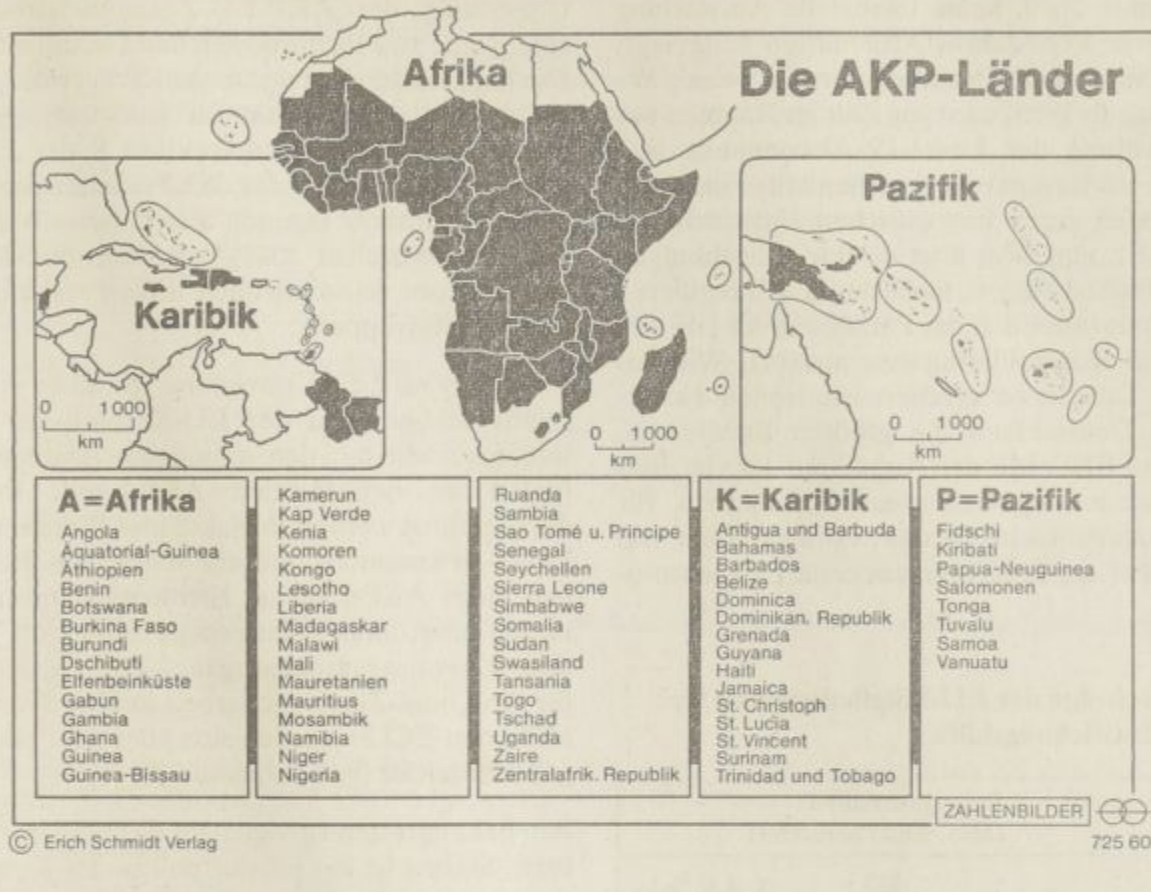 Afrika
Die AKP-Länder
Pazifik
Karibik
0 1000
km
0 1000
km
0 1000
km
A=Afrika
Angola
Äquatorial-Guinea
Äthiopien
Benin
Botswana
Burkina Faso
Burundi
Dschibuti
Elfenbeinküste
Gabun
Gambia
Ghana
Guinea
Guinea-Bissau
Kamerun
Kap Verde
Kenia
Komoren
Kongo
Lesotho
Liberia
Madagaskar
Malawi
Mali
Mauretanien
Mauritius
Mosambik
Namibia
Niger
Nigeria
Ruanda
Sambia
Sao Tomé u. Principe
Senegal
Seychellen
Sierra Leone
Simbabwe
Somalia
Sudan
Swasiland
Tansania
Togo
Tschad
Uganda
Zaire
Zentralafrik. Republik
K=Karibik
Antigua und Barbuda
Bahamas
Barbados
Belize
Dominica
Dominikan. Republik
Grenada
Guyana
Haiti
Jamaica
St. Christoph
St. Lucia
St. Vincent
Surinam
Trinidad und Tobago
P=Pazifik
Fidschi
Kiribati
Papua-Neuguinea
Salomonen
Tonga
Tuvalu
Samoa
Vanuatu
ZAHLENBILDER
© Erich Schmidt Verlag
725 60